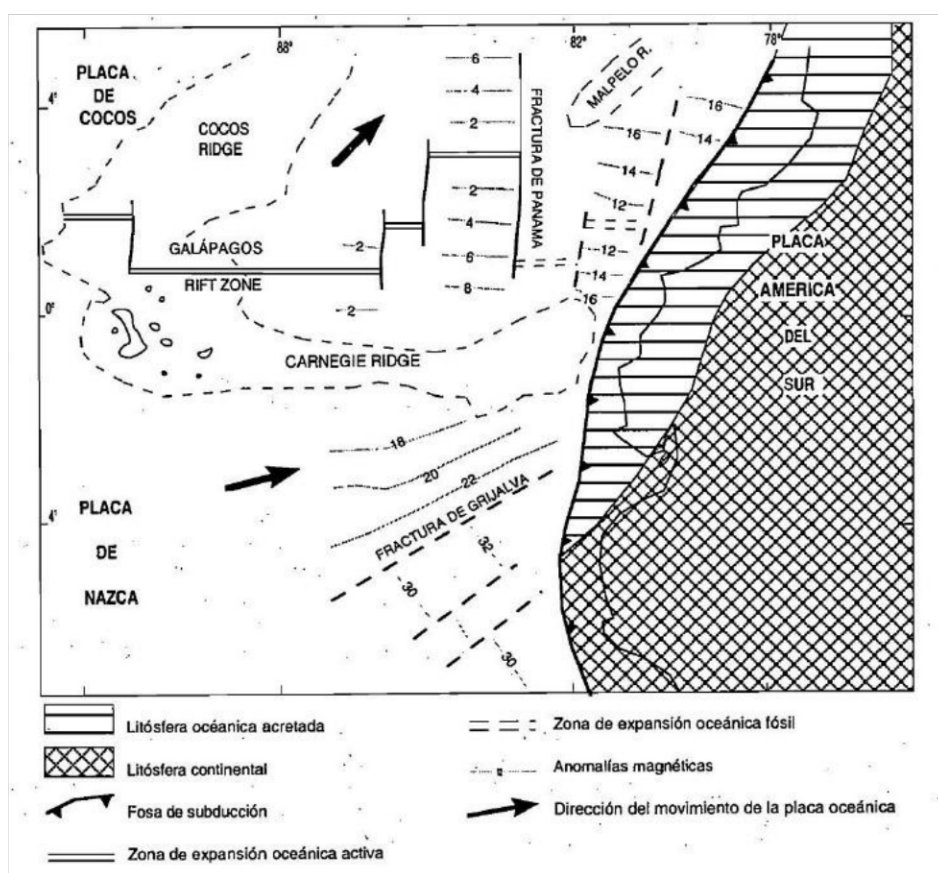 88°
82°
78°
4°
0°
4°
PLACA
DE
COCOS
COCOS
RIDGE
6
4
2
2
4
6
8
FRACTURA DE PANAMA
MALPELO R.
16
14
16
14
12
12
14
16
GALÁPAGOS
RIFT ZONE
2
2
CARNEGIE RIDGE
PLACA
AMERICA
DEL
SUR
18
20
22
FRACTURA DE GRIJALVA
32
30
30
PLACA
DE
NAZCA
Litósfera océanica acretada
Litósfera continental
Fosa de subducción
Zona de expansión oceánica activa
Zona de expansión oceánica fósil
Anomalías magnéticas
Dirección del movimiento de la placa oceánica